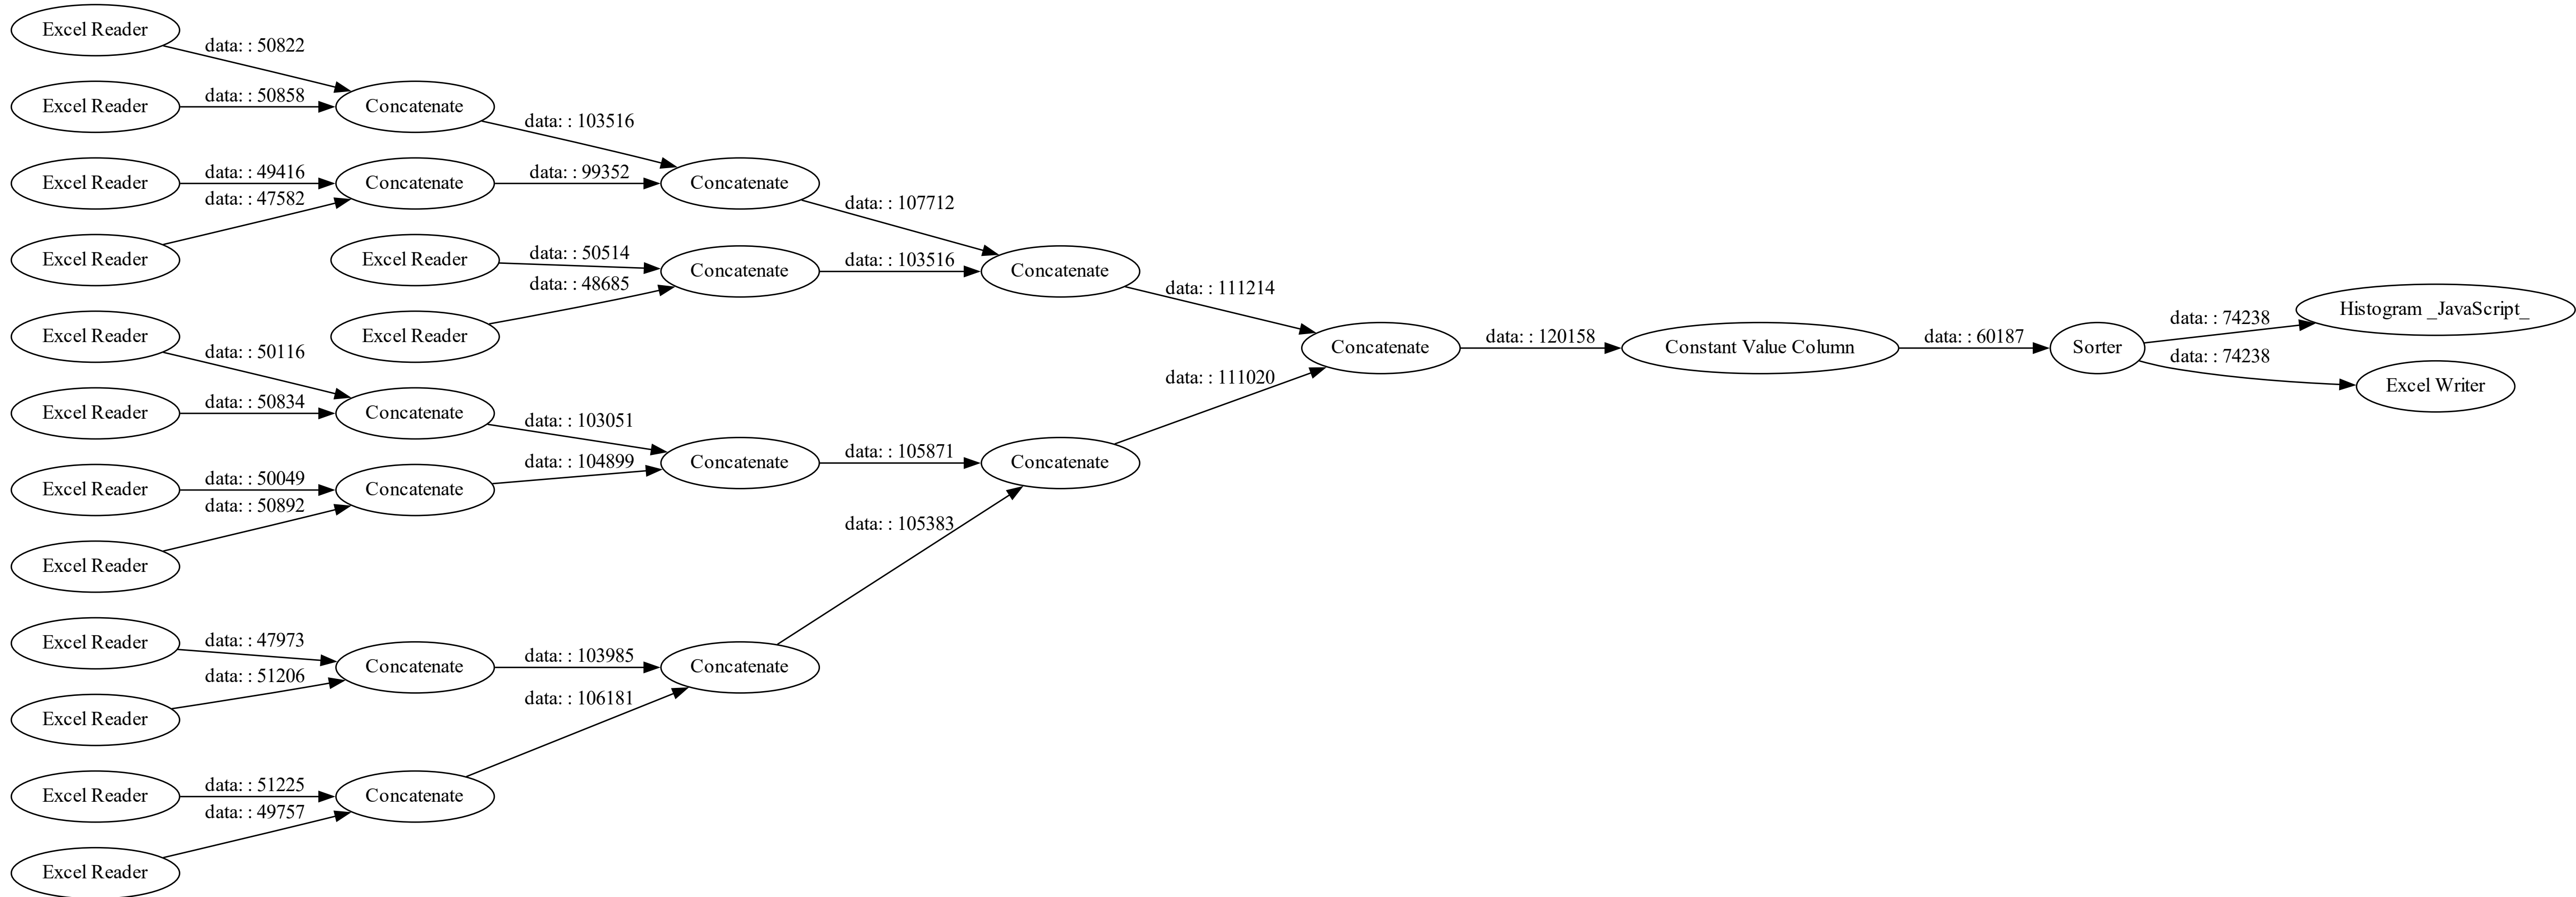 Excel Reader
data: : 50822
Excel Reader
data: : 50858
Concatenate
data: : 103516
Excel Reader
data: : 49416
Concatenate
data: : 99352
Concatenate
data: : 47582
data: : 107712
Excel Reader
Excel Reader
data: : 50514
Concatenate
data: : 103516
Concatenate
data: : 48685
data: : 111214
Excel Reader
Excel Reader
data: : 50116
Concatenate
data: : 120158
Constant Value Column
data: : 60187
Sorter
data: : 74238
Histogram _JavaScript_
data: : 74238
Excel Writer
data: : 111020
Excel Reader
data: : 50834
Concatenate
data: : 103051
Excel Reader
data: : 50049
Concatenate
data: : 104899
Concatenate
data: : 105871
Concatenate
data: : 50892
data: : 105383
Excel Reader
Excel Reader
data: : 47973
Concatenate
data: : 103985
Concatenate
data: : 51206
data: : 106181
Excel Reader
Excel Reader
data: : 51225
Concatenate
data: : 49757
Excel Reader